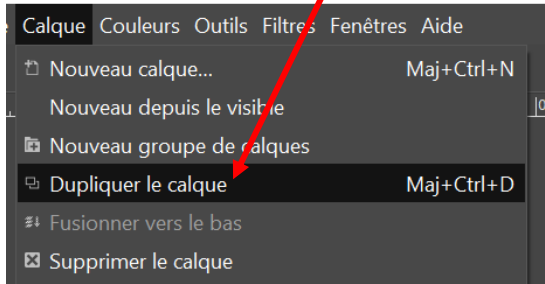 Calque Couleurs Outils Filtres Fenêtres Aide
Nouveau calque... Maj+Ctrl+N
Nouveau depuis le visible
Nouveau groupe de calques
Dupliquer le calque Maj+Ctrl+D
Fusionner vers le bas
Supprimer le calque